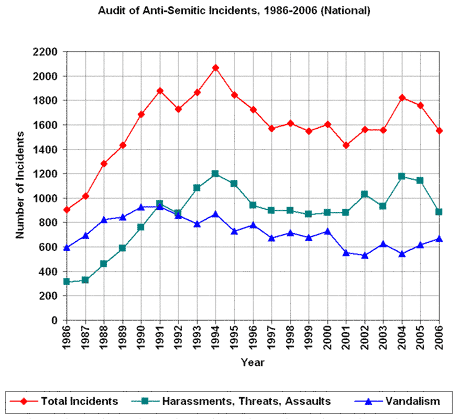 Audit of Anti-Semitic Incidents, 1986-2006 (National)
Number of Incidents
2200
2000
1800
1600
1400
1200
1000
800
600
400
200
0
1986 1987 1988 1989 1990 1991 1992 1993 1994 1995 1996 1997 1998 1999 2000 2001 2002 2003 2004 2005 2006
Year
Total Incidents Harassments, Threats, Assaults Vandalism